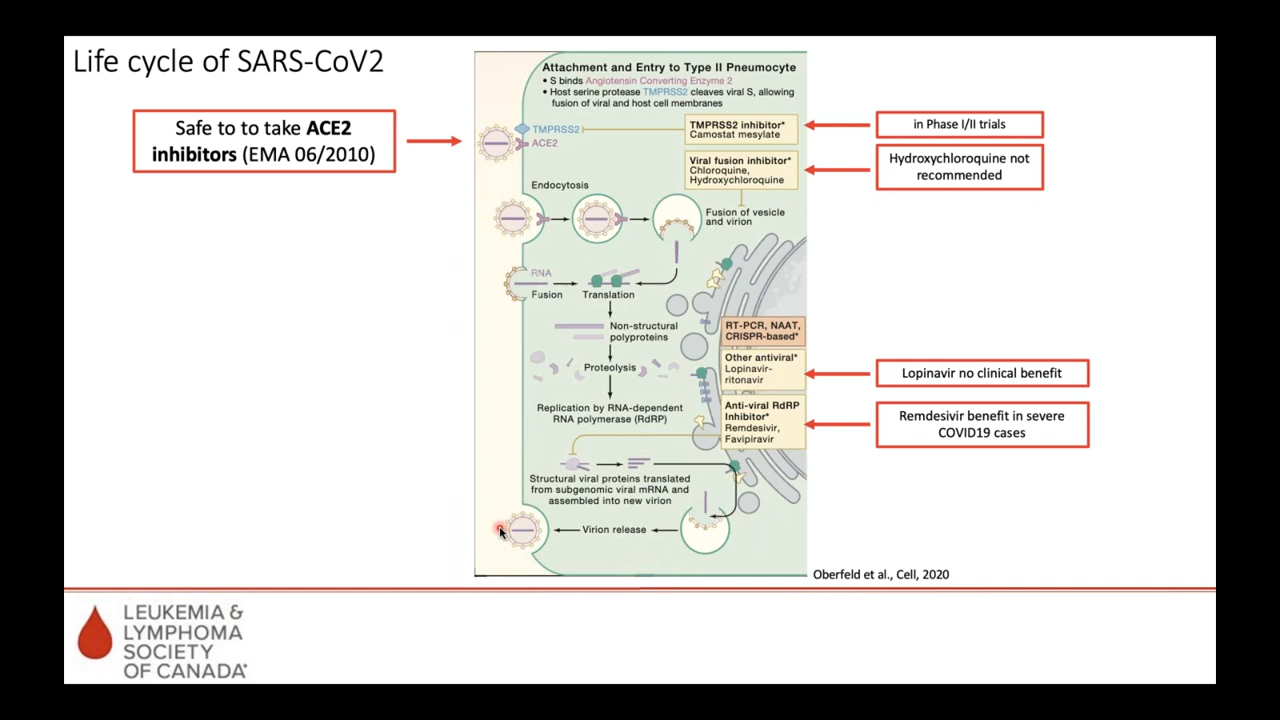 Life cycle of SARS-CoV2
Safe to to take ACE2
inhibitors (EMA 06/2010)
Attachment and Entry to Type II Pneumocyte
• S binds Angiotensin Converting Enzyme 2
• Host serine protease TMPRSS2 cleaves viral S, allowing
fusion of viral and host cell membranes
TMPRSS2
ACE2
TMPRSS2 inhibitor*
Camostat mesylate
in Phase I/II trials
Viral fusion inhibitor*
Chloroquine,
Hydroxychloroquine
Hydroxychloroquine not
recommended
Endocytosis
Fusion of vesicle
and virion
RNA
Fusion
Translation
Non-structural
polyproteins
RT-PCR, NAAT,
CRISPR-based*
Proteolysis
Other antiviral*
Lopinavir-
ritonavir
Lopinavir no clinical benefit
Replication by RNA-dependent
RNA polymerase (RdRP)
Anti-viral RdRP
Inhibitor*
Remdesivir,
Favipiravir
Remdesivir benefit in severe
COVID19 cases
Structural viral proteins translated
from subgenomic viral mRNA and
assembled into new virion
Virion release
Oberfeld et al., Cell, 2020
LEUKEMIA &
LYMPHOMA
SOCIETY
OF CANADA